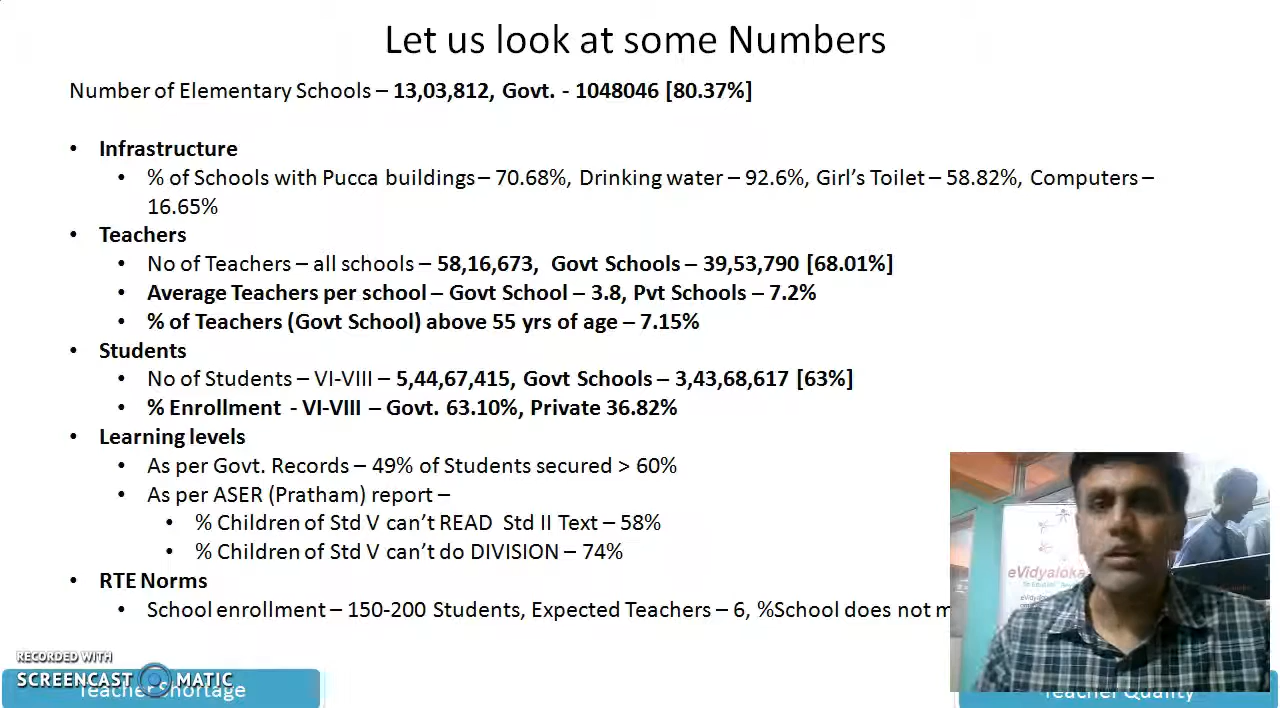 Let us look at some Numbers
Number of Elementary Schools – 13,03,812, Govt. - 1048046 [80.37%]
• Infrastructure
• % of Schools with Pucca buildings – 70.68%, Drinking water – 92.6%, Girl's Toilet – 58.82%, Computers –
16.65%
• Teachers
• No of Teachers – all schools – 58,16,673, Govt Schools – 39,53,790 [68.01%]
• Average Teachers per school – Govt School – 3.8, Pvt Schools – 7.2%
• % of Teachers (Govt School) above 55 yrs of age – 7.15%
• Students
• No of Students – VI-VIII – 5,44,67,415, Govt Schools – 3,43,68,617 [63%]
• % Enrollment - VI-VIII – Govt. 63.10%, Private 36.82%
• Learning levels
• As per Govt. Records – 49% of Students secured > 60%
• As per ASER (Pratham) report –
• % Children of Std V can't READ Std II Text – 58%
• % Children of Std V can't do DIVISION – 74%
• RTE Norms
• School enrollment – 150-200 Students, Expected Teachers – 6, %School does not m
eVidyaloka
RECORDED WITH
SCREENCAST MATIC
Teacher Shortage
Teacher Quality